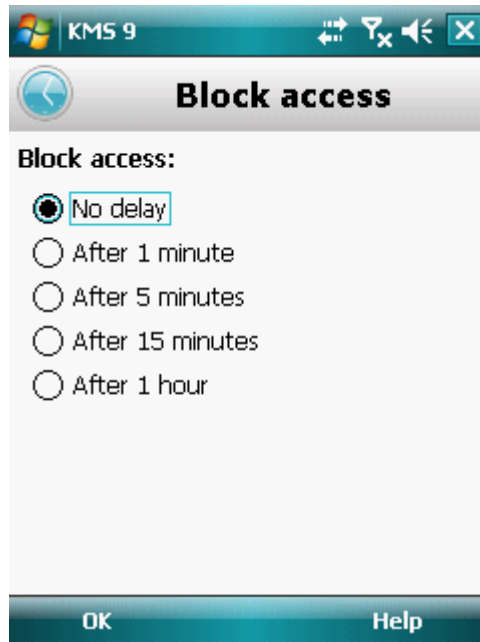 KMS 9
Block access
Block access:
No delay
After 1 minute
After 5 minutes
After 15 minutes
After 1 hour
OK Help